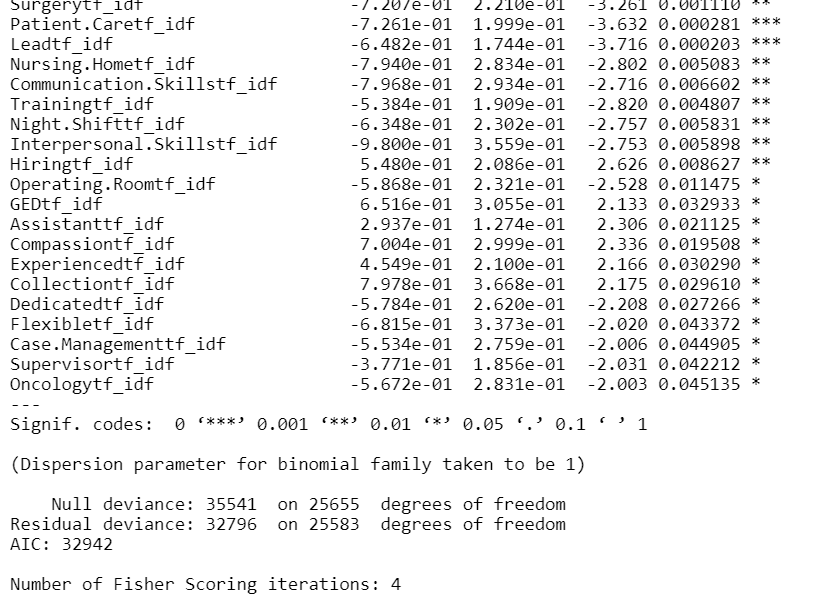 Surgerytf_idf -7.207e-01 2.210e-01 -3.261 0.001110 **
Patient.Caretf_idf -7.261e-01 1.999e-01 -3.632 0.000281 ***
Leadtf_idf -6.482e-01 1.744e-01 -3.716 0.000203 ***
Nursing.Hometf_idf -7.940e-01 2.834e-01 -2.802 0.005083 **
Communication.Skillstf_idf -7.968e-01 2.934e-01 -2.716 0.006602 **
Trainingtf_idf -5.384e-01 1.909e-01 -2.820 0.004807 **
Night.Shifttf_idf -6.348e-01 2.302e-01 -2.757 0.005831 **
Interpersonal.Skillstf_idf -9.800e-01 3.559e-01 -2.753 0.005898 **
Hiringtf_idf 5.480e-01 2.086e-01 2.626 0.008627 **
Operating.Roomtf_idf -5.868e-01 2.321e-01 -2.528 0.011475 *
GEDtf_idf 6.516e-01 3.055e-01 2.133 0.032933 *
Assistanttf_idf 2.937e-01 1.274e-01 2.306 0.021125 *
Compassiontf_idf 7.004e-01 2.999e-01 2.336 0.019508 *
Experiencedtf_idf 4.549e-01 2.100e-01 2.166 0.030290 *
Collectiontf_idf 7.978e-01 3.668e-01 2.175 0.029610 *
Dedicatedtf_idf -5.784e-01 2.620e-01 -2.208 0.027266 *
Flexibletf_idf -6.815e-01 3.373e-01 -2.020 0.043372 *
Case.Managementtf_idf -5.534e-01 2.759e-01 -2.006 0.044905 *
Supervisortf_idf -3.771e-01 1.856e-01 -2.031 0.042212 *
Oncologytf_idf -5.672e-01 2.831e-01 -2.003 0.045135 *
---
Signif. codes: 0 ‘***’ 0.001 ‘**’ 0.01 ‘*’ 0.05 ‘.’ 0.1 ‘ ’ 1
(Dispersion parameter for binomial family taken to be 1)
Null deviance: 35541 on 25655 degrees of freedom
Residual deviance: 32796 on 25583 degrees of freedom
AIC: 32942
Number of Fisher Scoring iterations: 4